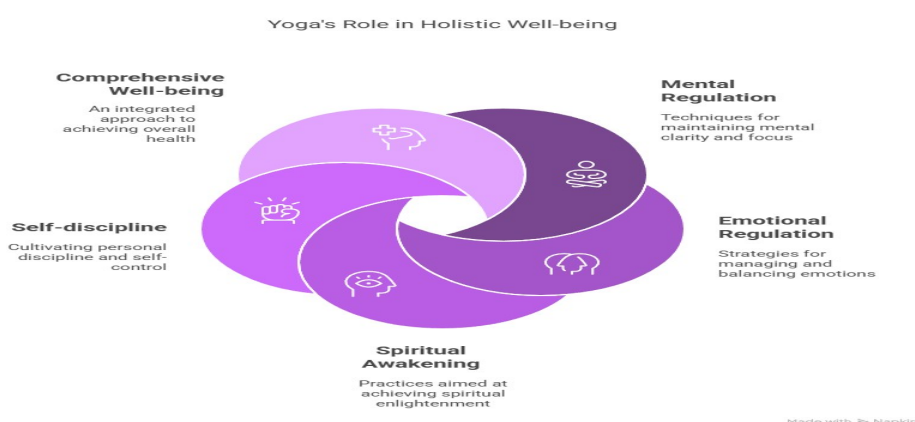 Yoga's Role in Holistic Well-being
Comprehensive
Well-being
An integrated
approach to
achieving overall
health
Mental
Regulation
Techniques for
maintaining mental
clarity and focus
Self-discipline
Cultivating personal
discipline and self-
control
Emotional
Regulation
Strategies for
managing and
balancing emotions
Spiritual
Awakening
Practices aimed at
achieving spiritual
enlightenment
Made with